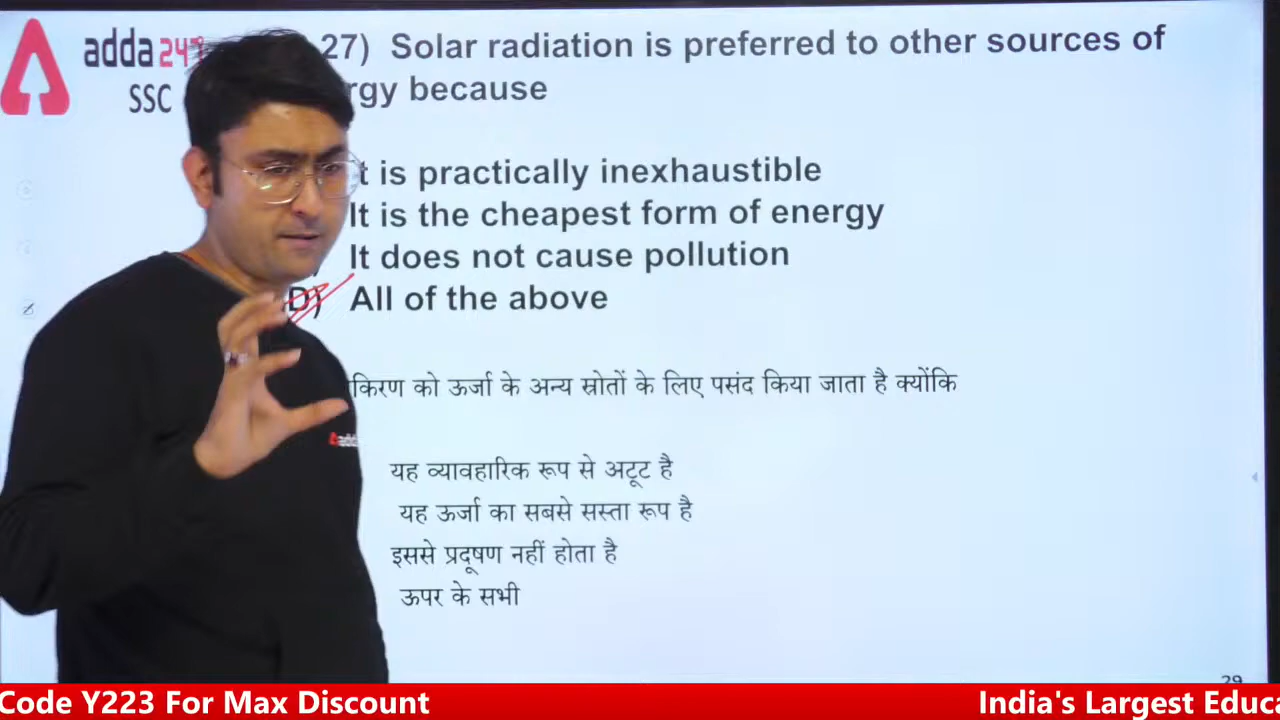 adda247
SSC
27) Solar radiation is preferred to other sources of
rgy because
t is practically inexhaustible
It is the cheapest form of energy
It does not cause pollution
D) All of the above
किरण को ऊर्जा के अन्य स्रोतों के लिए पसंद किया जाता है क्योंकि
यह व्यावहारिक रूप से अटूट है
यह ऊर्जा का सबसे सस्ता रूप है
इससे प्रदूषण नहीं होता है
ऊपर के सभी
29
Code Y223 For Max Discount
India's Largest Educa